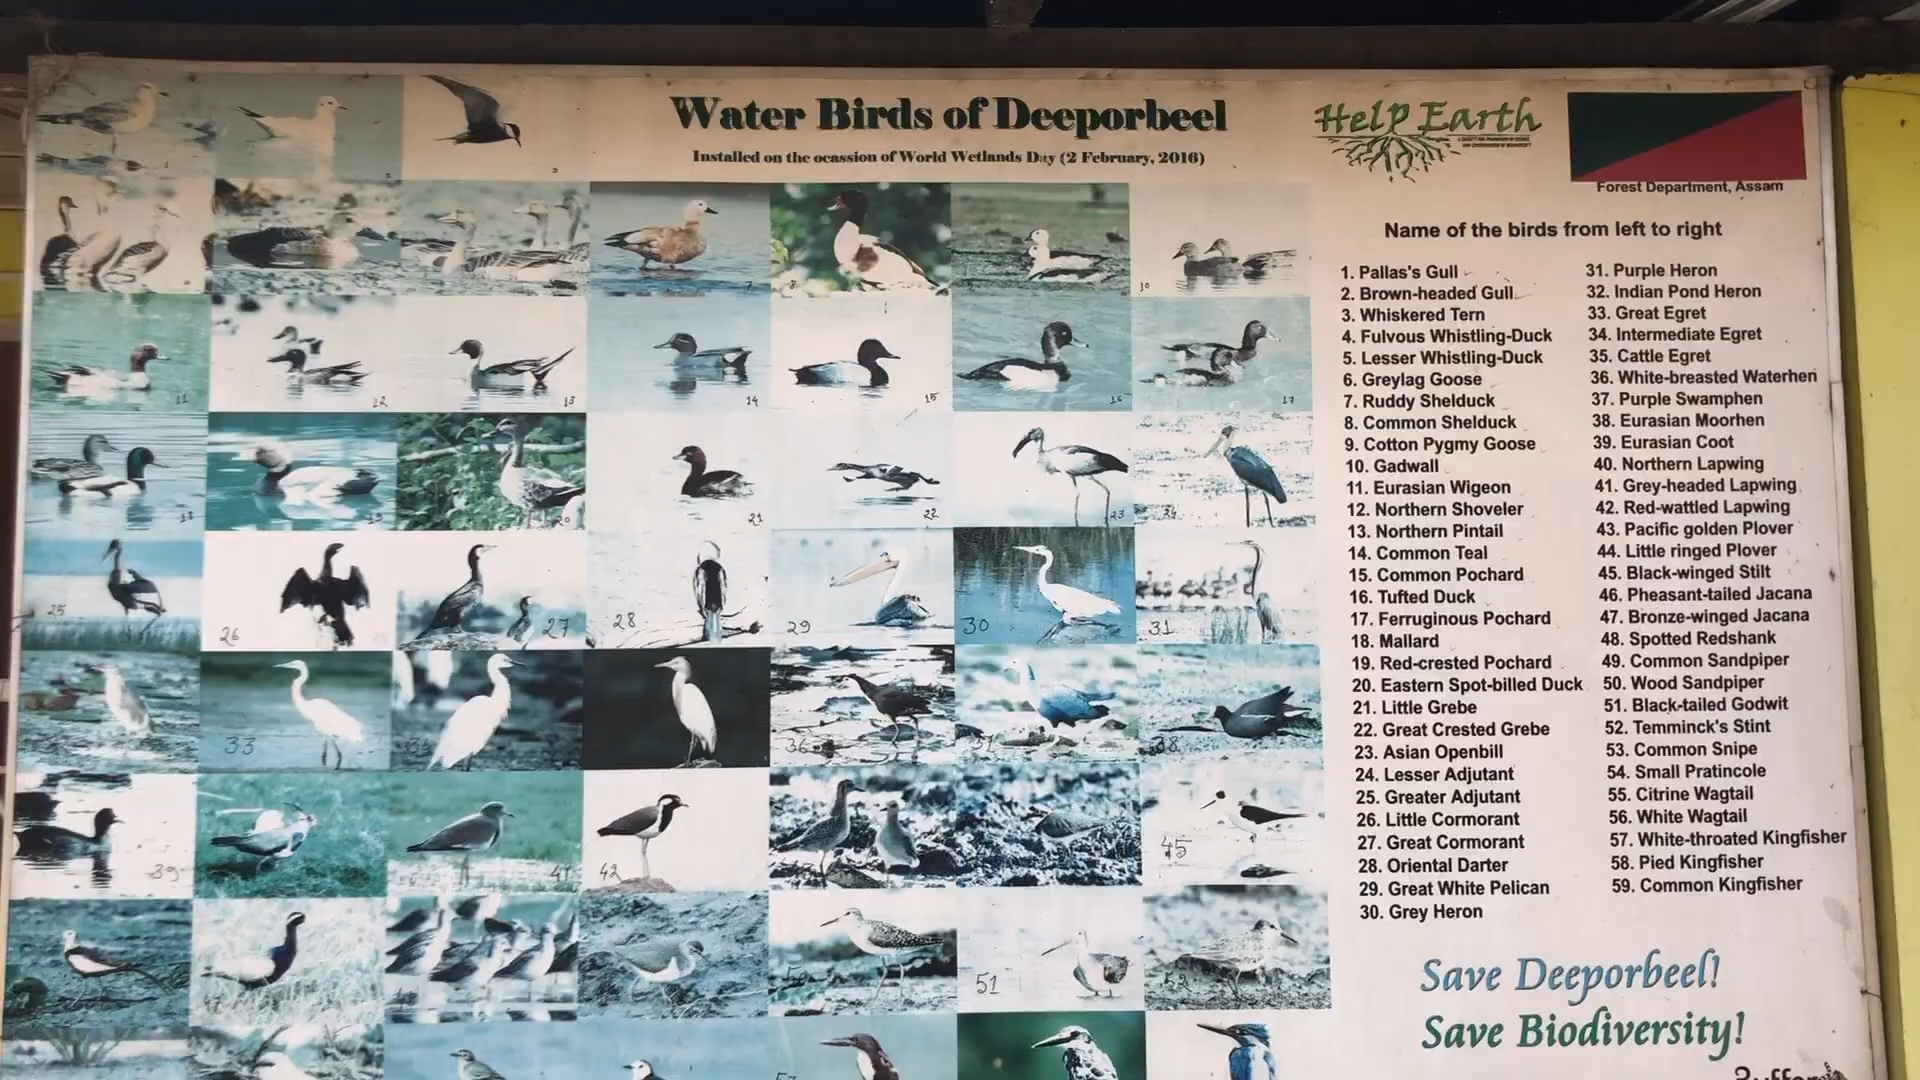 Water Birds of Deeporbeel
Installed on the ocassion of World Wetlands Day (2 February, 2016)
Help Earth
Forest Department, Assam
Name of the birds from left to right
1. Pallas's Gull
2. Brown-headed Gull
3. Whiskered Tern
4. Fulvous Whistling-Duck
5. Lesser Whistling-Duck
6. Greylag Goose
7. Ruddy Shelduck
8. Common Shelduck
9. Cotton Pygmy Goose
10. Gadwall
11. Eurasian Wigeon
12. Northern Shoveler
13. Northern Pintail
14. Common Teal
15. Common Pochard
16. Tufted Duck
17. Ferruginous Pochard
18. Mallard
19. Red-crested Pochard
20. Eastern Spot-billed Duck
21. Little Grebe
22. Great Crested Grebe
23. Asian Openbill
24. Lesser Adjutant
25. Greater Adjutant
26. Little Cormorant
27. Great Cormorant
28. Oriental Darter
29. Great White Pelican
30. Grey Heron
31. Purple Heron
32. Indian Pond Heron
33. Great Egret
34. Intermediate Egret
35. Cattle Egret
36. White-breasted Waterhen
37. Purple Swamphen
38. Eurasian Moorhen
39. Eurasian Coot
40. Northern Lapwing
41. Grey-headed Lapwing
42. Red-wattled Lapwing
43. Pacific golden Plover
44. Little ringed Plover
45. Black-winged Stilt
46. Pheasant-tailed Jacana
47. Bronze-winged Jacana
48. Spotted Redshank
49. Common Sandpiper
50. Wood Sandpiper
51. Black-tailed Godwit
52. Temminck's Stint
53. Common Snipe
54. Small Pratincole
55. Citrine Wagtail
56. White Wagtail
57. White-throated Kingfisher
58. Pied Kingfisher
59. Common Kingfisher
Save Deeporbeel!
Save Biodiversity!
7
10
11 12 13 14 15 16 17
20 21 22 23 24
25 26 27 28 29 30 31
33 36 38
39 41 42 45
50 51 52